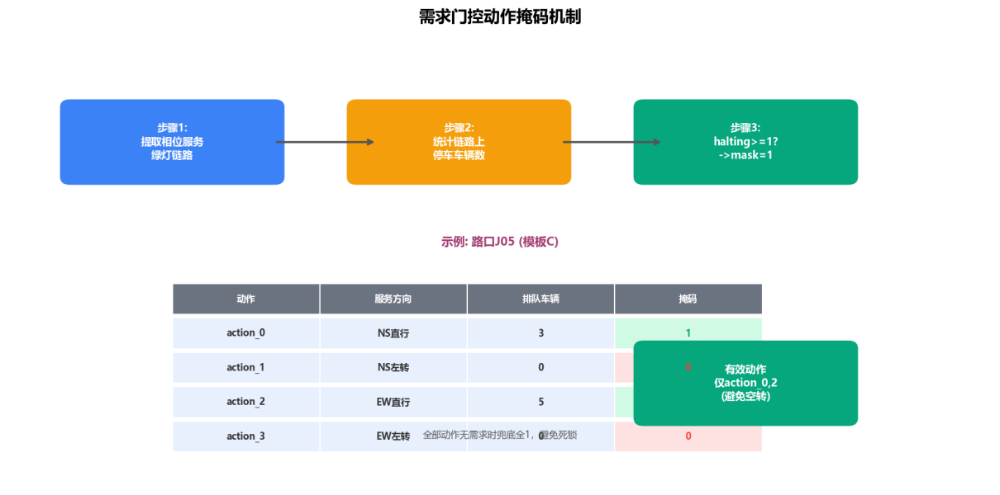 需求门控动作掩码机制
步骤1:
提取相位服务
绿灯链路
步骤2:
统计链路上
停车车辆数
步骤3:
halting>=1?
->mask=1
示例: 路口J05 (模板C)
动作 服务方向 排队车辆 掩码
action_0 NS直行 3 1
action_1 NS左转 0 0
action_2 EW直行 5
action_3 EW左转 0 0
有效动作
仅action_0,2
(避免空转)
全部动作无需求时兜底全1，避免死锁